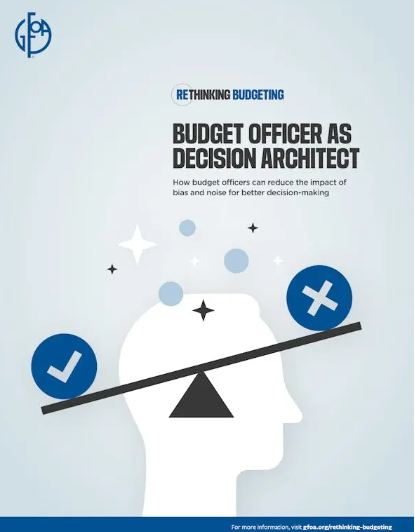 GFOA
RETHINKING BUDGETING
BUDGET OFFICER AS
DECISION ARCHITECT
How budget officers can reduce the impact of
bias and noise for better decision-making
For more information, visit gfoa.org/rethinking-budgeting